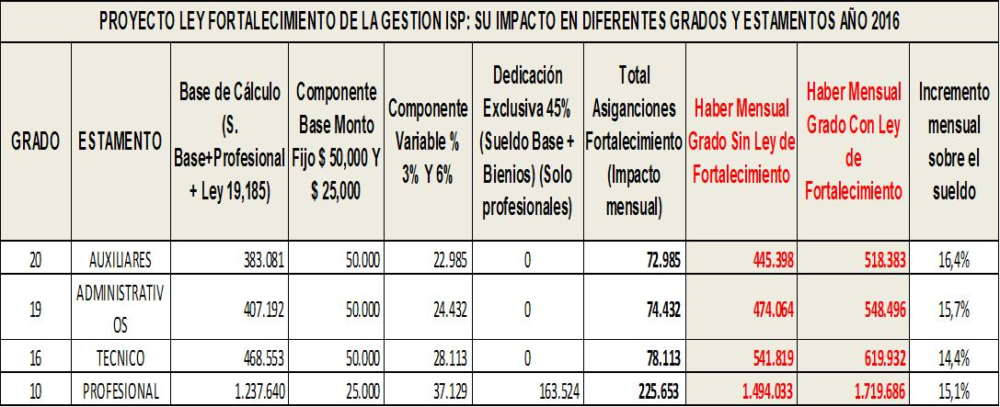 PROYECTO LEY FORTALECIMIENTO DE LA GESTION ISP: SU IMPACTO EN DIFERENTES GRADOS Y ESTAMENTOS AÑO 2016
GRADO
ESTAMENTO
Base de Cálculo
(S.
Base+Profesional
+ Ley 19,185)
Componente
Base Monto
Fijo $ 50,000 Y
$ 25,000
Componente
Variable %
3% Y 6%
Dedicación
Exclusiva 45%
(Sueldo Base +
Bienios) (Solo
profesionales)
Total
Asiganciones
Fortalecimiento
(Impacto
mensual)
Haber Mensual
Grado Sin Ley de
Fortalecimiento
Haber Mensual
Grado Con Ley
de
Fortalecimiento
Incremento
mensual
sobre el
sueldo
20 AUXILIARES 383.081 50.000 22.985 0 72.985 445.398 518.383 16,4%
19 ADMINISTRATIV
OS 407.192 50.000 24.432 0 74.432 474.064 548.496 15,7%
16 TECNICO 468.553 50.000 28.113 0 78.113 541.819 619.932 14,4%
10 PROFESIONAL 1.237.640 25.000 37.129 163.524 225.653 1.494.033 1.719.686 15,1%